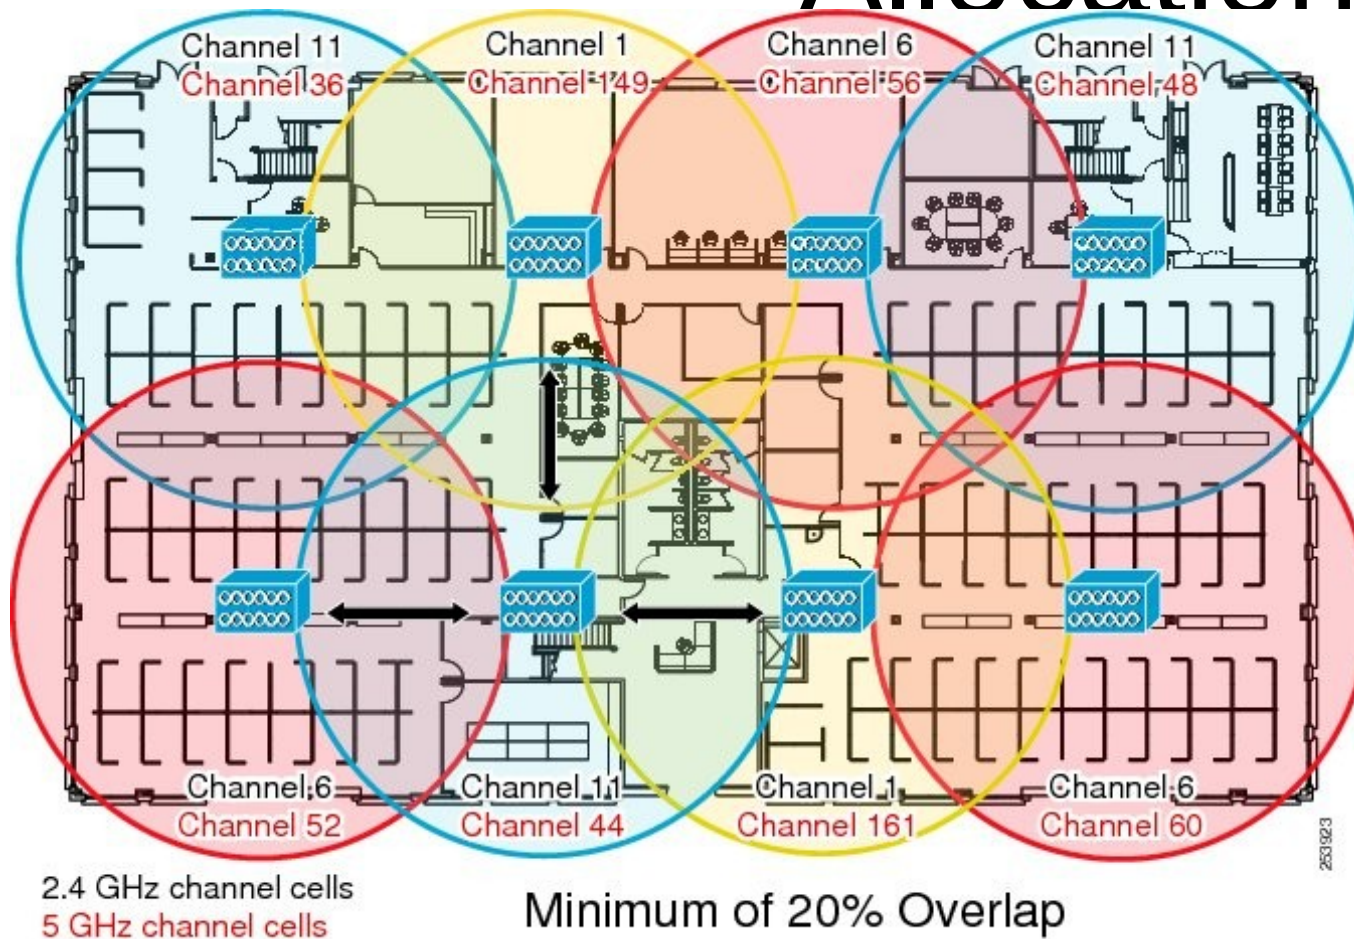 Allocation
Channel 11
Channel 36
Channel 1
Channel 149
Channel 6
Channel 56
Channel 11
Channel 48
Channel 6
Channel 52
Channel 11
Channel 44
Channel 1
Channel 161
Channel 6
Channel 60
253923
2.4 GHz channel cells
5 GHz channel cells
Minimum of 20% Overlap